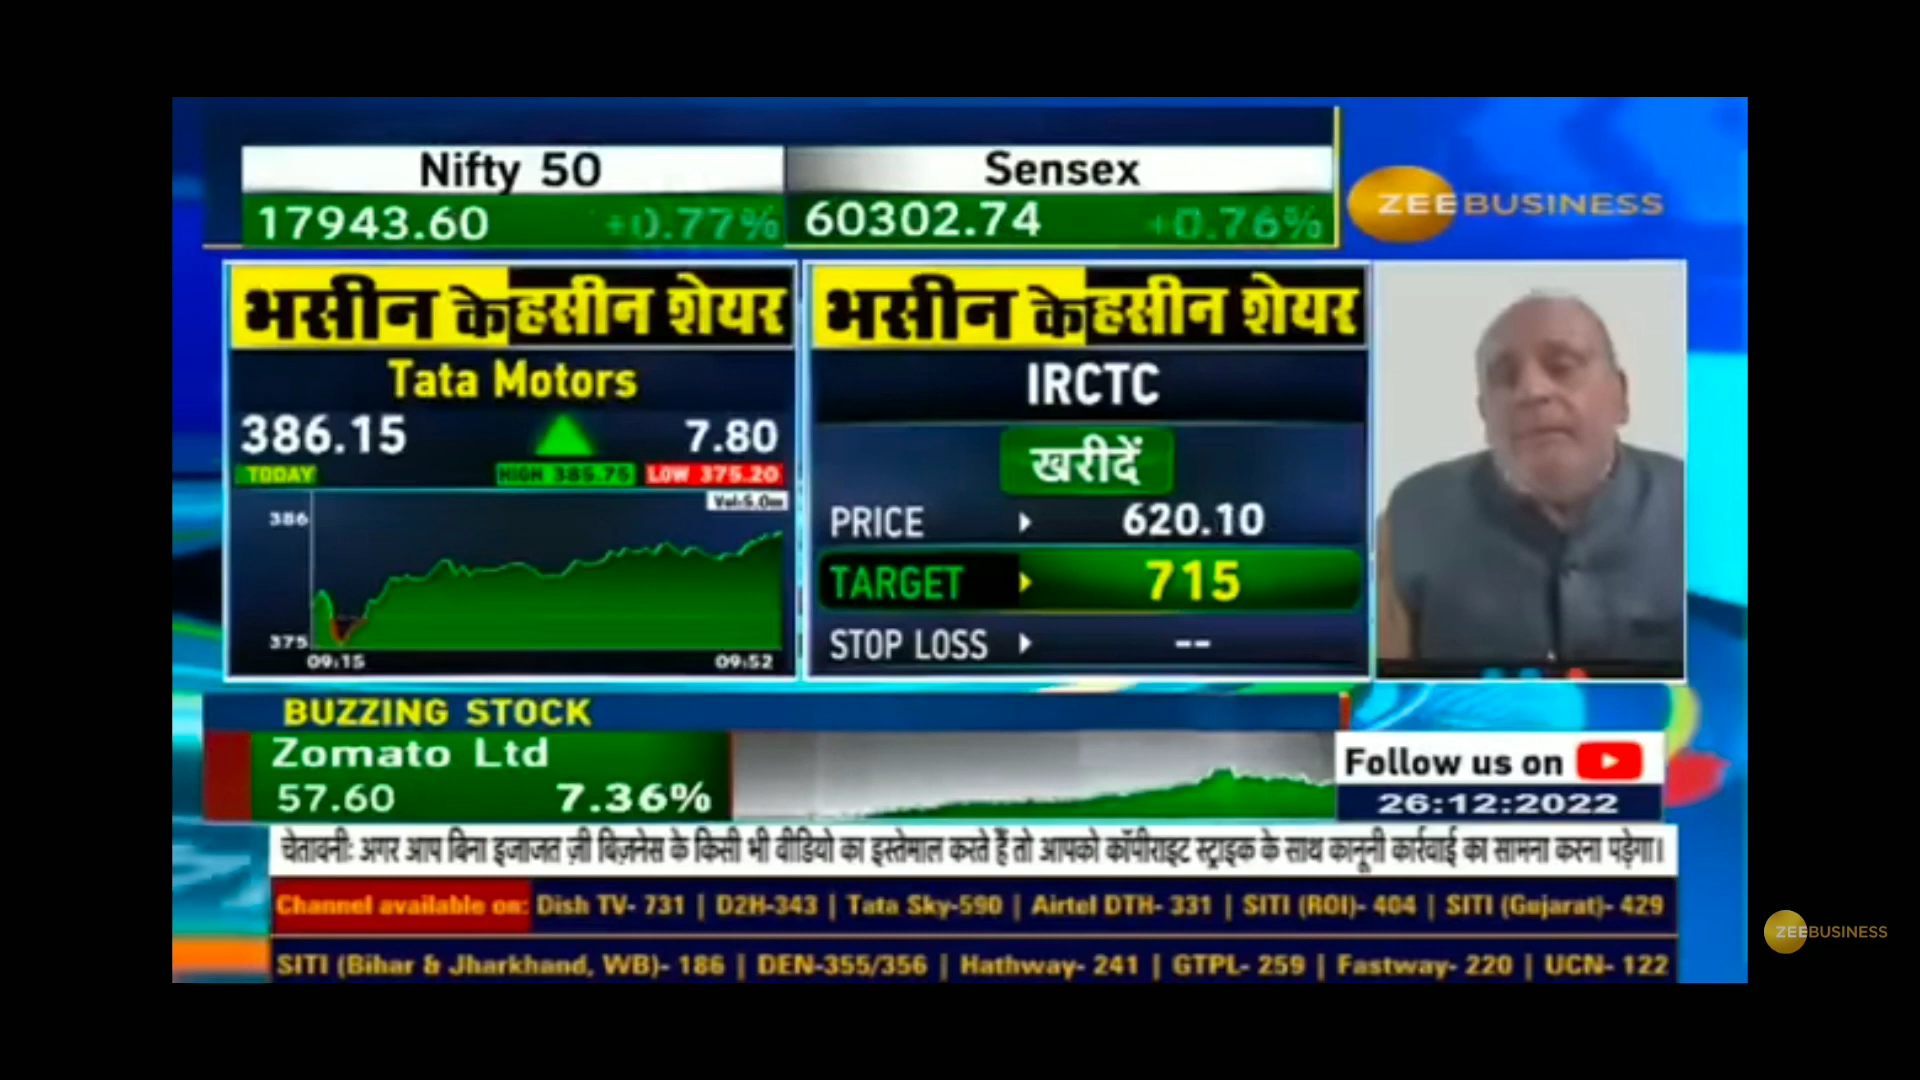 Nifty 50
17943.60 +0.77%
Sensex
60302.74 +0.76%
ZEEBUSINESS
भसीन के हसीन शेयर
Tata Motors
386.15 7.80
TODAY HIGH 385.75 LOW 375.20
Vol:5.0m
386
375
09:15 09:52
भसीन के हसीन शेयर
IRCTC
खरीदें
PRICE 620.10
TARGET 715
STOP LOSS --
BUZZING STOCK
Zomato Ltd
57.60 7.36%
Follow us on
26:12:2022
चेतावनी: अगर आप बिना इजाजत ज़ी बिज़नेस के किसी भी वीडियो का इस्तेमाल करते हैं तो आपको कॉपीराइट स्ट्राइक के साथ कानूनी कार्रवाई का सामना करना पड़ेगा।
Channel available on: Dish TV- 731 | D2H-343 | Tata Sky-590 | Airtel DTH- 331 | SITI (ROI)- 404 | SITI (Gujarat)- 429
SITI (Bihar & Jharkhand, WB)- 186 | DEN-355/356 | Hathway- 241 | GTPL- 259 | Fastway- 220 | UCN- 122
ZEEBUSINESS